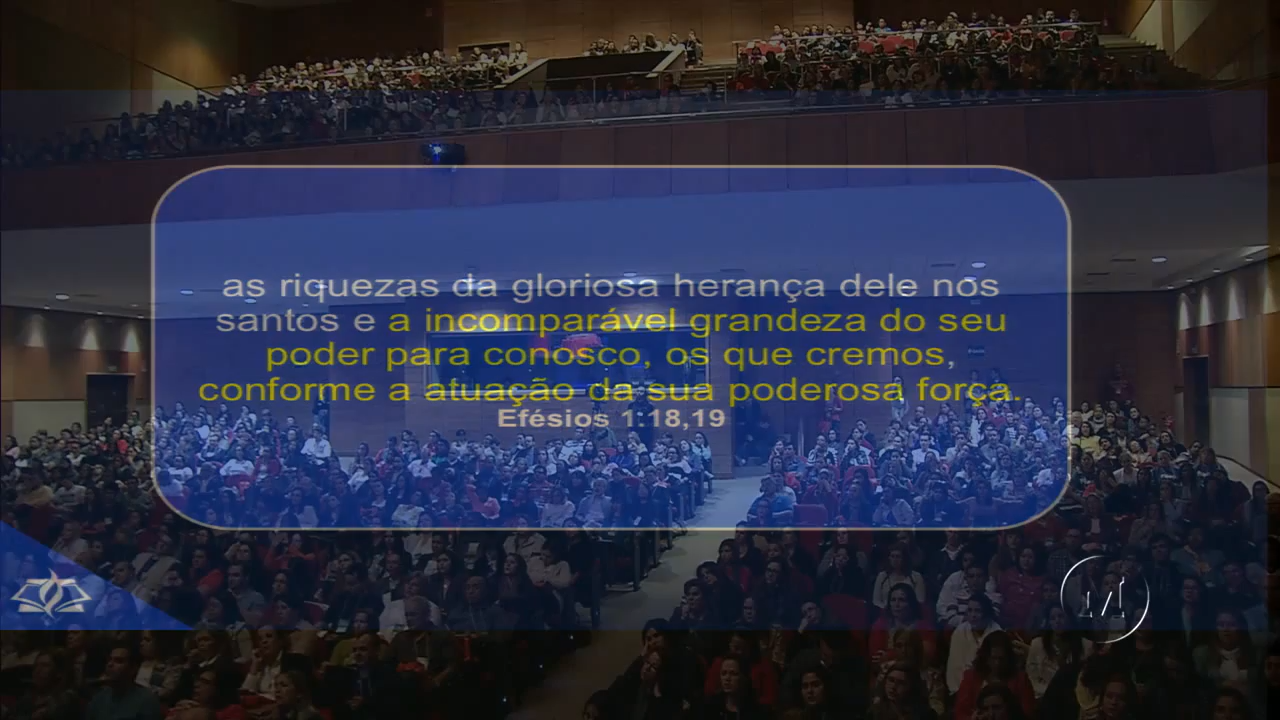 as riquezas da gloriosa herança dele nos
santos e a incomparável grandeza do seu
poder para conosco, os que cremos,
conforme a atuação da sua poderosa força.
Efésios 1:18,19